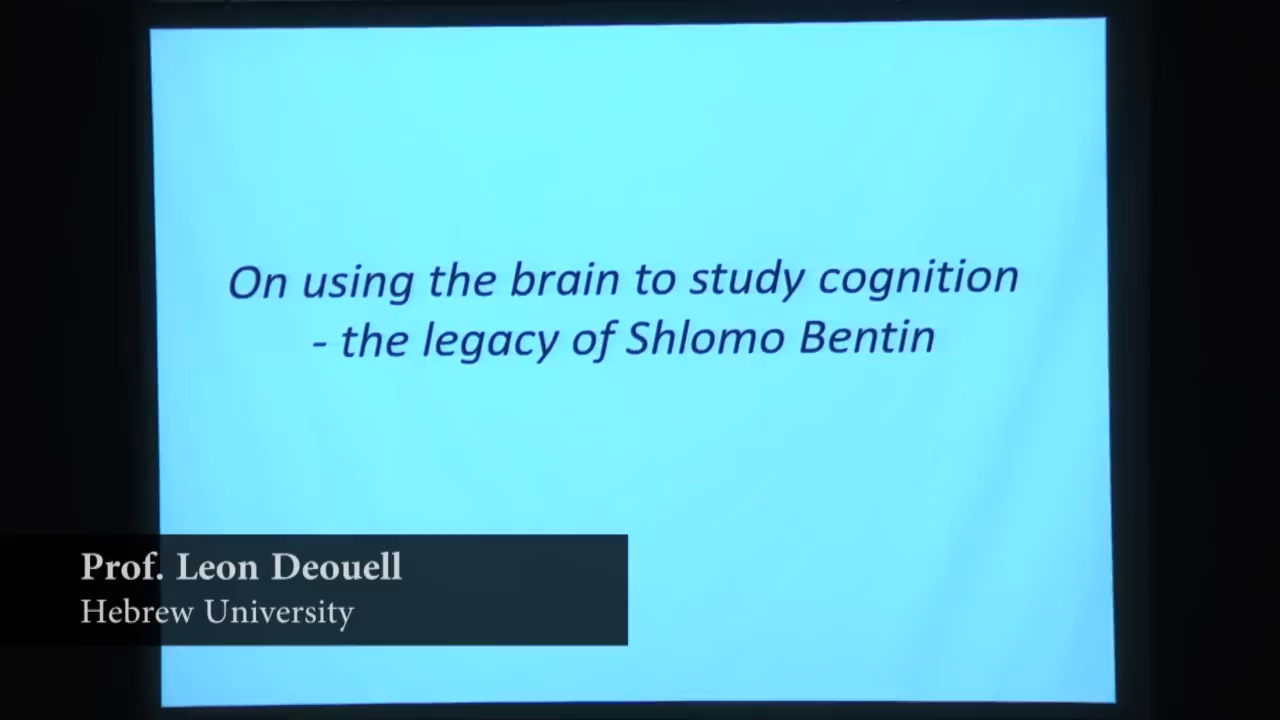 On using the brain to study cognition
- the legacy of Shlomo Bentin
Prof. Leon Deouell
Hebrew University